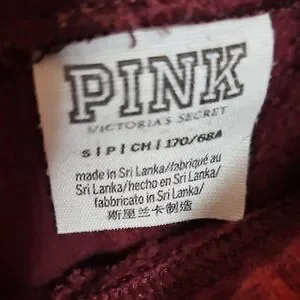 PINK
VICTORIA'S SECRET
S | P | CH | 170/68A
made in Sri Lanka/fabriqué au
Sri Lanka/hecho en Sri Lanka/
fabbricato in Sri Lanka/
斯里兰卡制造